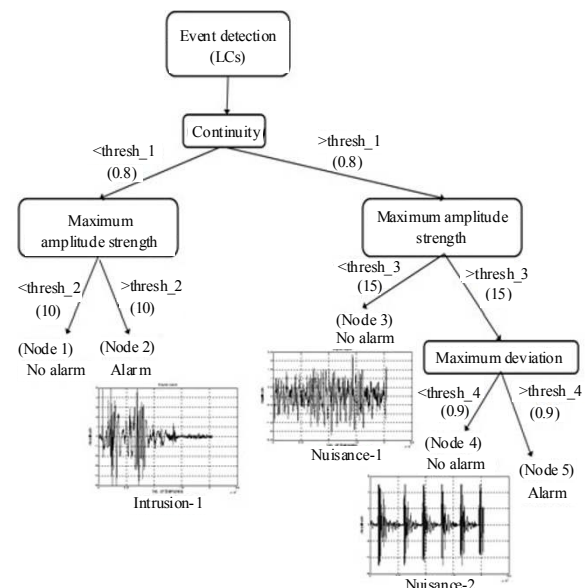 Event detection
(LCs)
Continuity
<thresh_1
(0.8)
>thresh_1
(0.8)
Maximum
amplitude strength
Maximum amplitude
strength
<thresh_2
(10)
>thresh_2
(10)
<thresh_3
(15)
>thresh_3
(15)
(Node 1)
No alarm
(Node 2)
Alarm
(Node 3)
No alarm
Maximum deviation
<thresh_4
(0.9)
>thresh_4
(0.9)
(Node 4)
No alarm
(Node 5)
Alarm
Intrusion-1
Nuisance-1
Nuisance-2